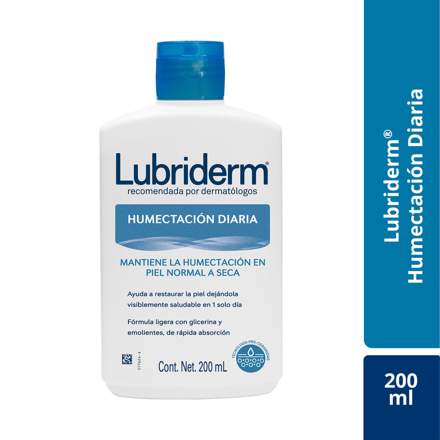 Lubriderm®
recomendada por dermatólogos
HUMECTACIÓN DIARIA
MANTIENE LA HUMECTACIÓN EN
PIEL NORMAL A SECA
Ayuda a restaurar la piel dejándola
visiblemente saludable en 1 solo día
Fórmula ligera con glicerina y
emolientes, de rápida absorción
Cont. Net. 200 mL
Lubriderm®
Humectación Diaria
200
ml